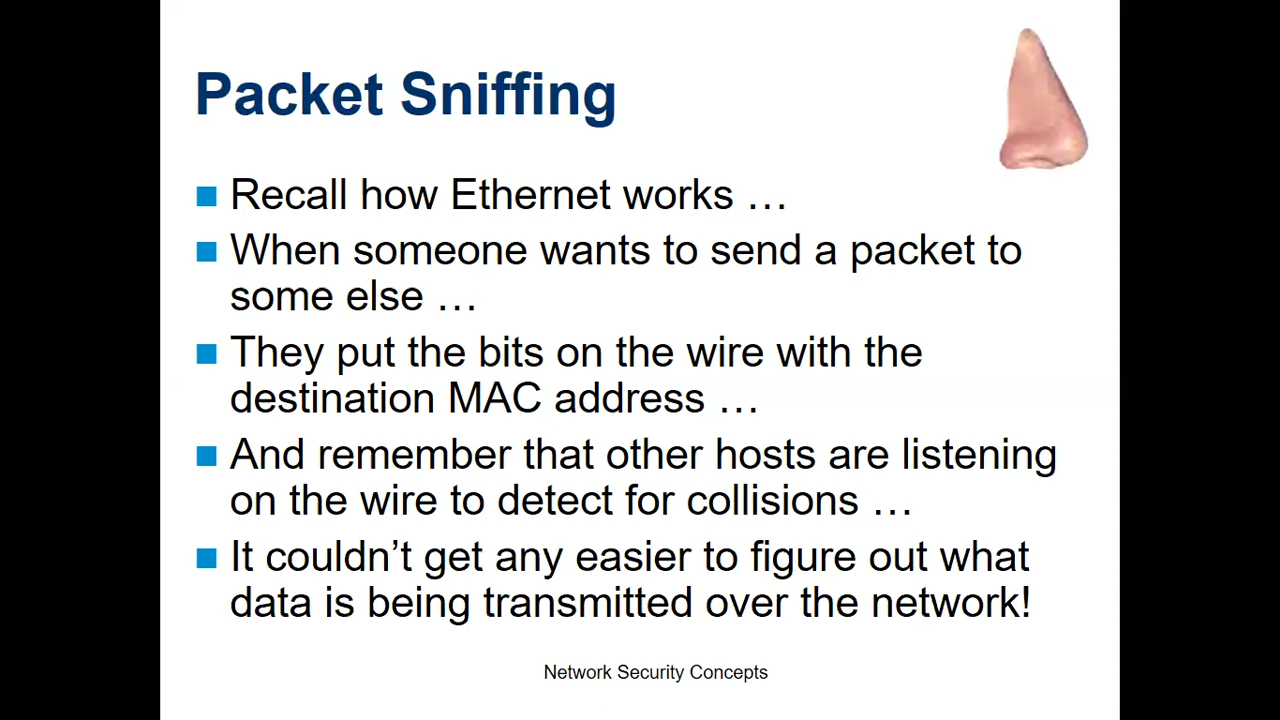 Packet Sniffing
Recall how Ethernet works …
When someone wants to send a packet to
some else …
They put the bits on the wire with the
destination MAC address …
And remember that other hosts are listening
on the wire to detect for collisions …
It couldn’t get any easier to figure out what
data is being transmitted over the network!
Network Security Concepts